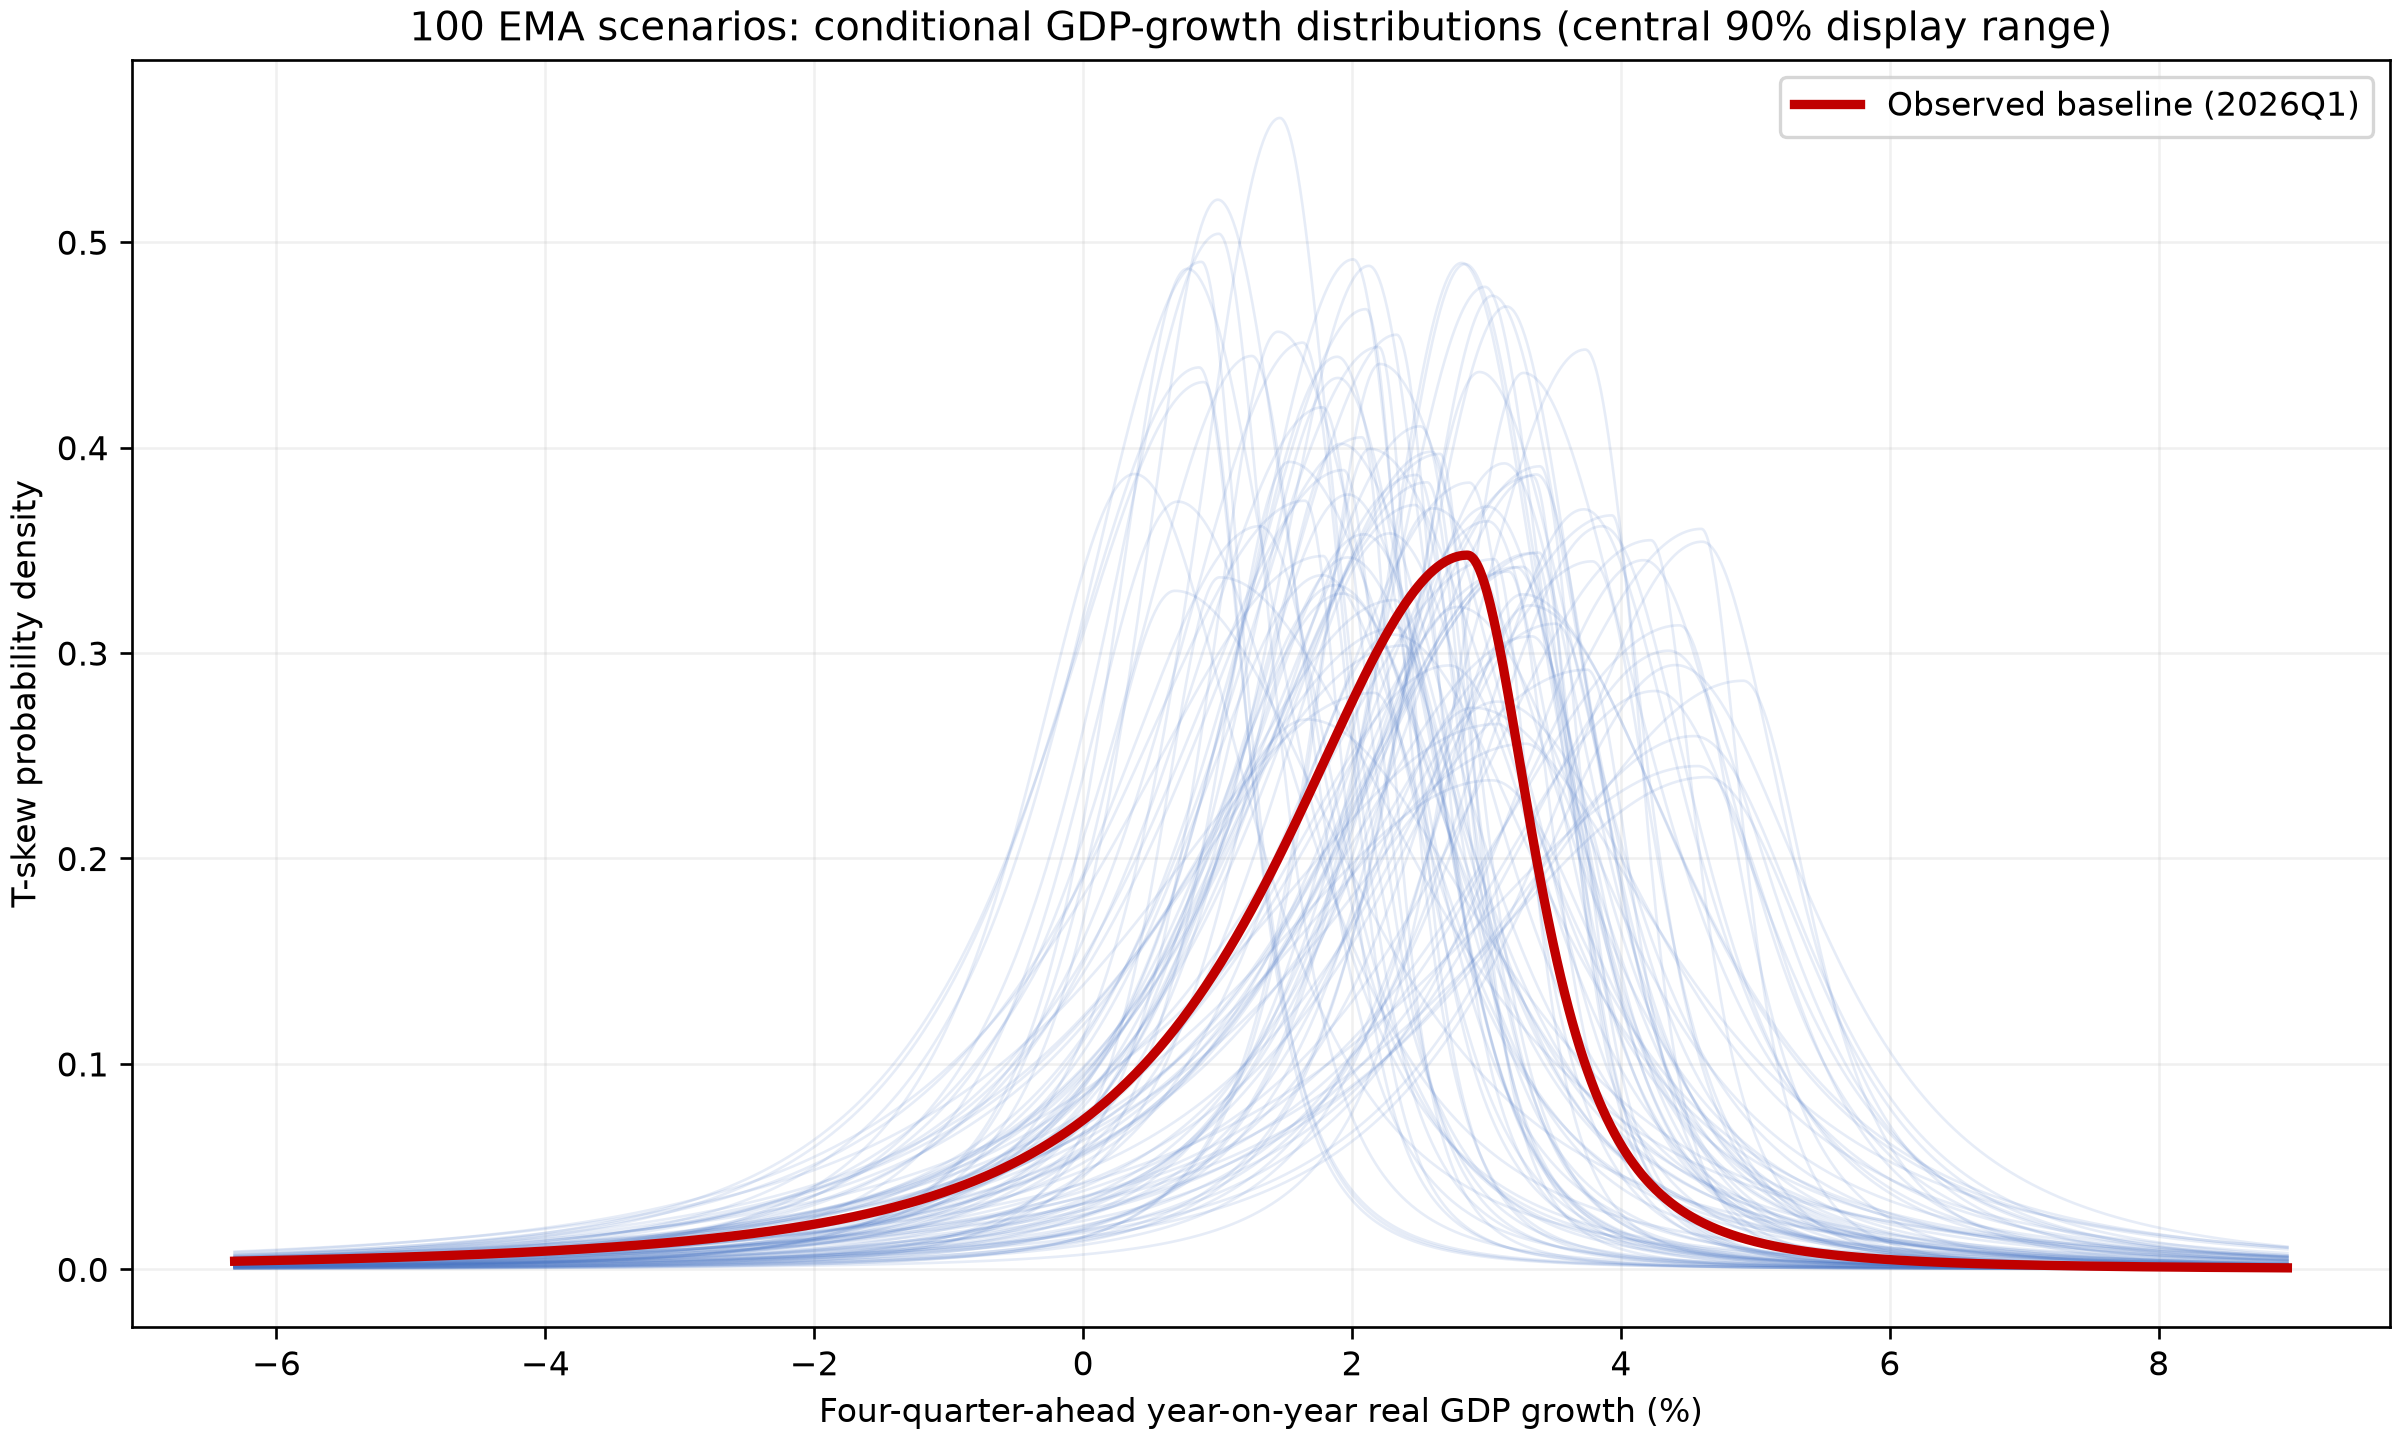 100 EMA scenarios: conditional GDP-growth distributions (central 90% display range)
Observed baseline (2026Q1)
T-skew probability density
0.5
0.4
0.3
0.2
0.1
0.0
−6 −4 −2 0 2 4 6 8
Four-quarter-ahead year-on-year real GDP growth (%)